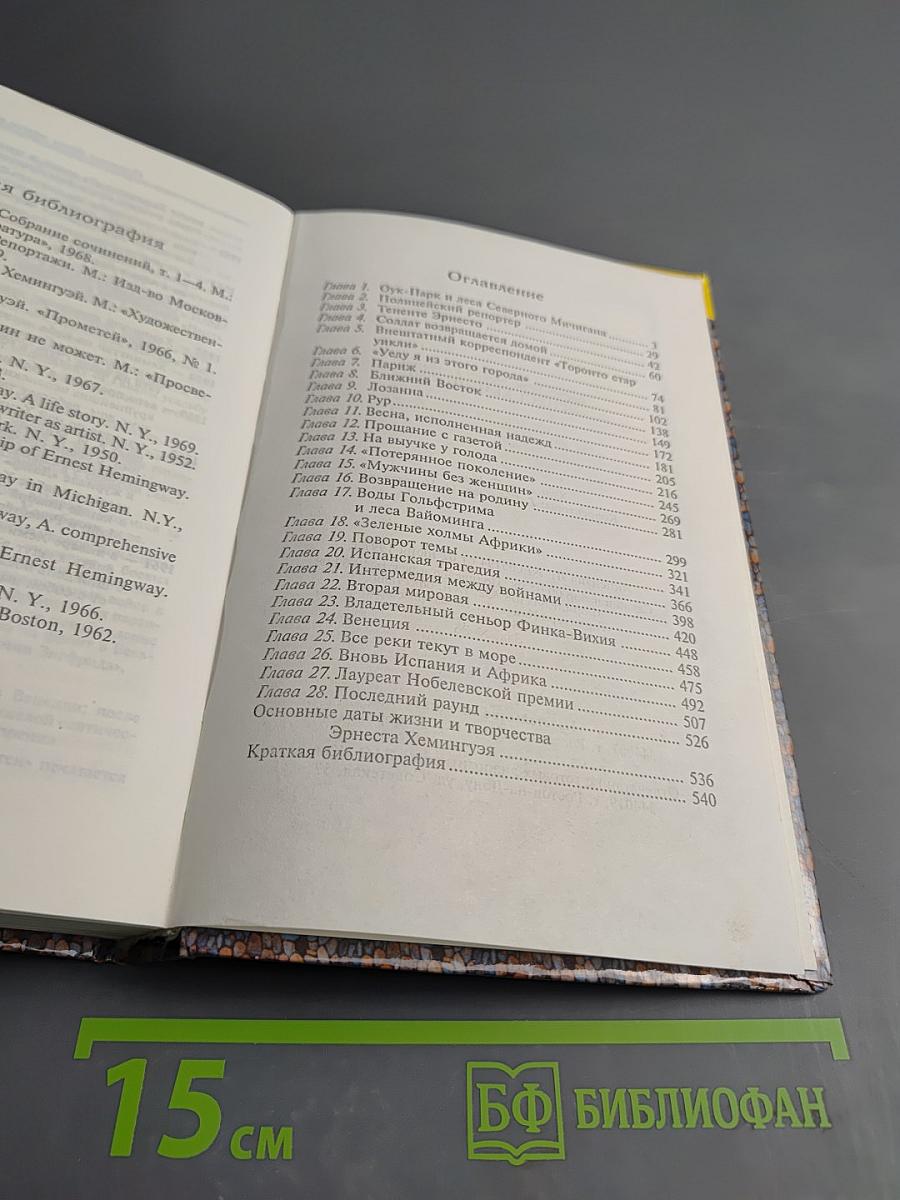 я библиография
Собрание сочинений, т. 1—4. М.:
ратура», 1968.
Репортажи. М.: Изд-во Москов-
9.
Хемингуэй. М.: «Художествен-
уэй. «Прометей», 1966, № 1.
ин не может. М.: «Просве-
N. Y., 1967.
ay. A life story. N. Y., 1969.
writer as artist. N. Y., 1952.
rk. N. Y., 1950.
ip of Ernest Hemingway.
ay in Michigan. N.Y.,
way, A. comprehensive
Ernest Hemingway.
N. Y., 1966.
Boston, 1962.
Оглавление
Глава 1. Оук-Парк и леса Северного Мичигана 3
Глава 2. Полицейский репортер 29
Глава 3. Тененте Эрнесто 42
Глава 4. Солдат возвращается домой 60
Глава 5. Внештатный корреспондент «Торонто стар
уикли» 74
Глава 6. «Уеду я из этого города» 81
Глава 7. Париж 102
Глава 8. Ближний Восток 138
Глава 9. Лозанна 149
Глава 10. Рур 172
Глава 11. Весна, исполненная надежд 181
Глава 12. Прощание с газетой 205
Глава 13. На выучке у голода 216
Глава 14. «Потерянное поколение» 245
Глава 15. «Мужчины без женщин» 269
Глава 16. Возвращение на родину 281
Глава 17. Воды Гольфстрима
и леса Вайоминга 299
Глава 18. «Зеленые холмы Африки» 321
Глава 19. Поворот темы 341
Глава 20. Испанская трагедия 366
Глава 21. Интермедия между войнами 398
Глава 22. Вторая мировая 420
Глава 23. Владетельный сеньор Финка-Вихия 448
Глава 24. Венеция 458
Глава 25. Все реки текут в море 475
Глава 26. Вновь Испания и Африка 492
Глава 27. Лауреат Нобелевской премии 507
Глава 28. Последний раунд 526
Основные даты жизни и творчества
Эрнеста Хемингуэя 536
Краткая библиография 540
15 см
БФ БИБЛИОФАН